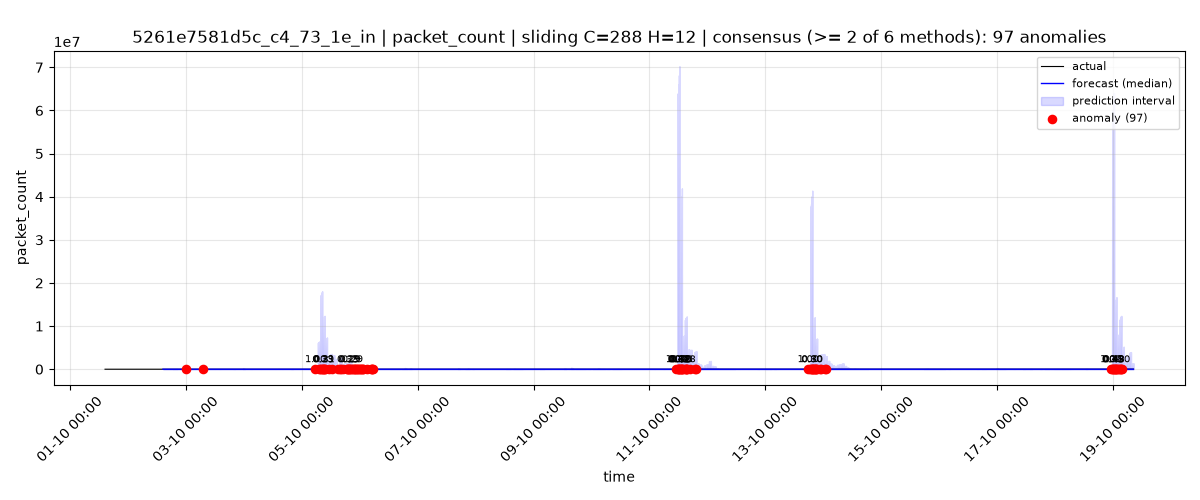 5261e7581d5c_c4_73_1e_in | packet_count | sliding C=288 H=12 | consensus (>= 2 of 6 methods): 97 anomalies
1e7
actual
forecast (median)
prediction interval
anomaly (97)
7
6
5
4
3
2
1
0
packet_count
01-10 00:00
03-10 00:00
05-10 00:00
07-10 00:00
09-10 00:00
11-10 00:00
13-10 00:00
15-10 00:00
17-10 00:00
19-10 00:00
time